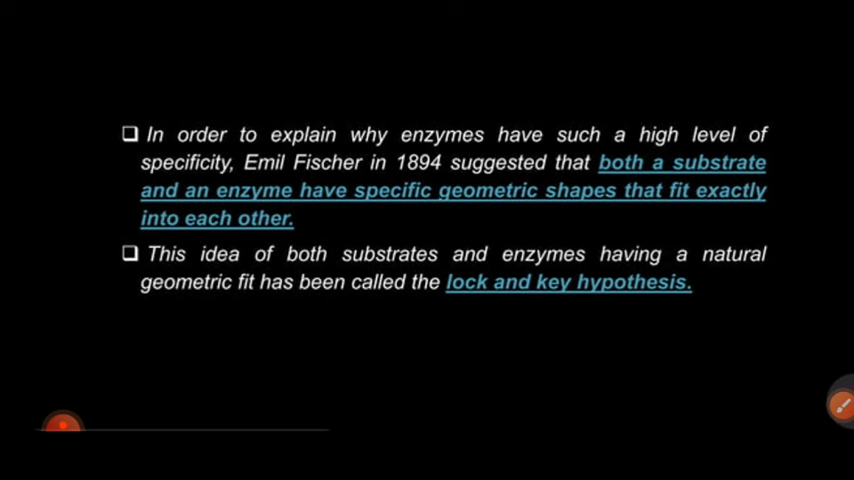 ❑ In order to explain why enzymes have such a high level of
specificity, Emil Fischer in 1894 suggested that both a substrate
and an enzyme have specific geometric shapes that fit exactly
into each other.
❑ This idea of both substrates and enzymes having a natural
geometric fit has been called the lock and key hypothesis.